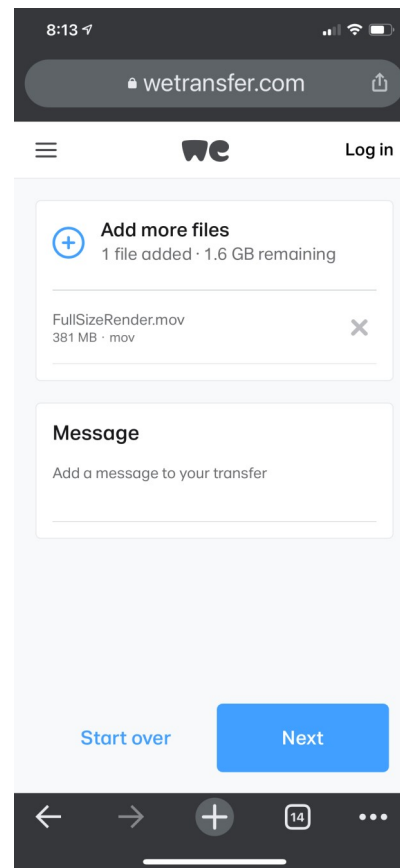 8:13
wetransfer.com
we
Log in
Add more files
1 file added · 1.6 GB remaining
FullSizeRender.mov
381 MB · mov
Message
Add a message to your transfer
Start over
Next
14